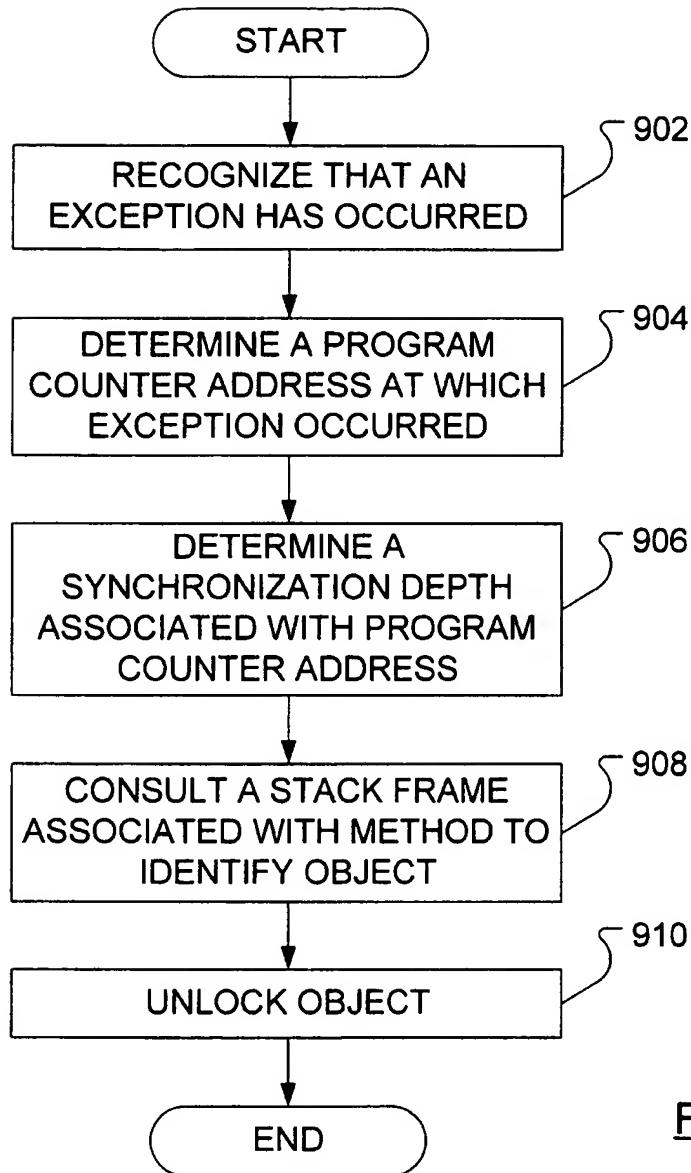 START
902
RECOGNIZE THAT AN
EXCEPTION HAS OCCURRED
904
DETERMINE A PROGRAM
COUNTER ADDRESS AT WHICH
EXCEPTION OCCURRED
906
DETERMINE A
SYNCHRONIZATION DEPTH
ASSOCIATED WITH PROGRAM
COUNTER ADDRESS
908
CONSULT A STACK FRAME
ASSOCIATED WITH METHOD TO
IDENTIFY OBJECT
910
UNLOCK OBJECT
END